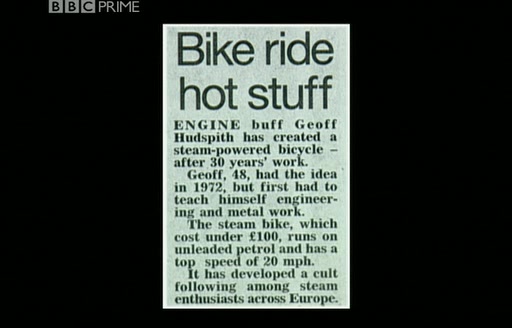 BBC PRIME
Bike ride
hot stuff
ENGINE buff Geoff
Hudspith has created a
steam-powered bicycle –
after 30 years' work.
Geoff, 48, had the idea
in 1972, but first had to
teach himself engineer-
ing and metal work.
The steam bike, which
cost under £100, runs on
unleaded petrol and has a
top speed of 20 mph.
It has developed a cult
following among steam
enthusiasts across Europe.